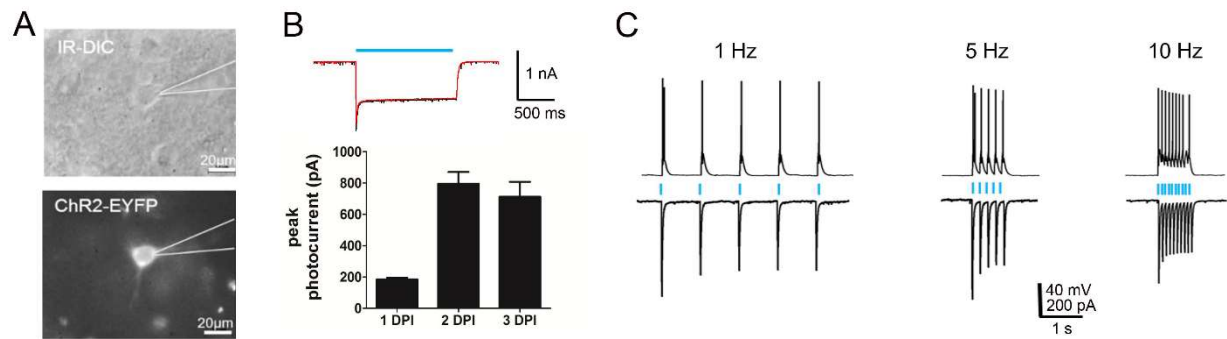 A
IR-DIC
20µm
ChR2-EYFP
20µm
B
1 nA
500 ms
peak
photocurrent (pA)
1000
800
600
400
200
0
1 DPI 2 DPI 3 DPI
C
1 Hz 5 Hz 10 Hz
40 mV
200 pA
1 s